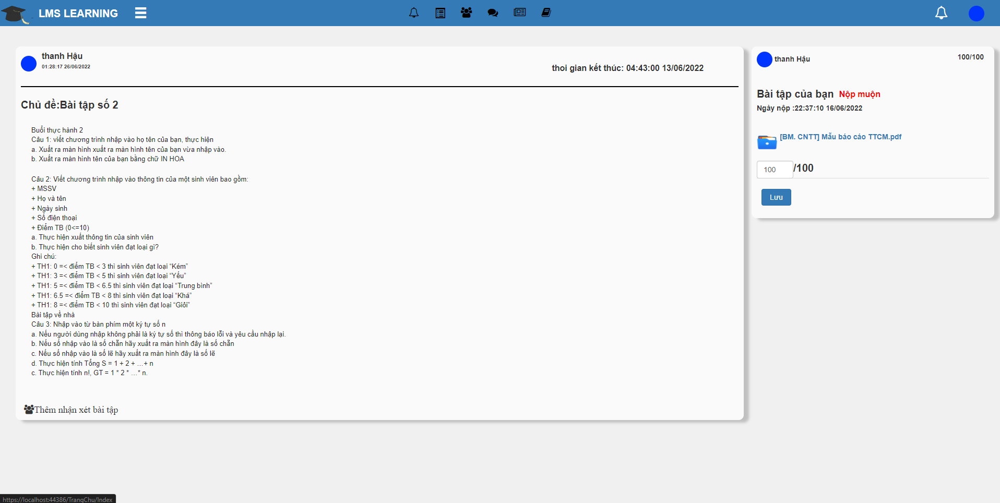 LMS LEARNING
thanh Hậu
01:28:17 26/06/2022
thoi gian kết thúc: 04:43:00 13/06/2022
Chủ đề:Bài tập số 2
Buổi thực hành 2
Câu 1: viết chương trình nhập vào họ tên của bạn, thực hiện
a. Xuất ra màn hình xuất ra màn hình tên của bạn vừa nhập vào.
b. Xuất ra màn hình tên của bạn bằng chữ IN HOA
Câu 2: Viết chương trình nhập vào thông tin của một sinh viên bao gồm:
+ MSSV
+ Họ và tên
+ Ngày sinh
+ Số điện thoại
+ Điểm TB (0<=10)
a. Thực hiện xuất thông tin của sinh viên
b. Thực hiện cho biết sinh viên đạt loại gì?
Ghi chú:
+ TH1: 0 =< điểm TB < 3 thì sinh viên đạt loại “Kém”
+ TH1: 3 =< điểm TB < 5 thì sinh viên đạt loại “Yếu”
+ TH1: 5 =< điểm TB < 6.5 thì sinh viên đạt loại “Trung bình”
+ TH1: 6.5 =< điểm TB < 8 thì sinh viên đạt loại “Khá”
+ TH1: 8 =< điểm TB < 10 thì sinh viên đạt loại “Giỏi”
Bài tập về nhà
Câu 3: Nhập vào từ bàn phím một ký tự số n
a. Nếu người dùng nhập không phải là ký tự số thì thông báo lỗi và yêu cầu nhập lại.
b. Nếu số nhập vào là số chẵn hãy xuất ra màn hình đây là số chẵn
c. Nếu số nhập vào là số lẽ hãy xuất ra màn hình đây là số lẽ
d. Thực hiện tính Tổng S = 1 + 2 + …+ n
c. Thực hiện tính n!, GT = 1 * 2 * …* n.
Thêm nhận xét bài tập
thanh Hậu
100/100
Bài tập của bạn Nộp muộn
Ngày nộp :22:37:10 16/06/2022
[BM. CNTT] Mẫu báo cáo TTCM.pdf
100 /100
Lưu
https://localhost:44386/TrangChu/Index